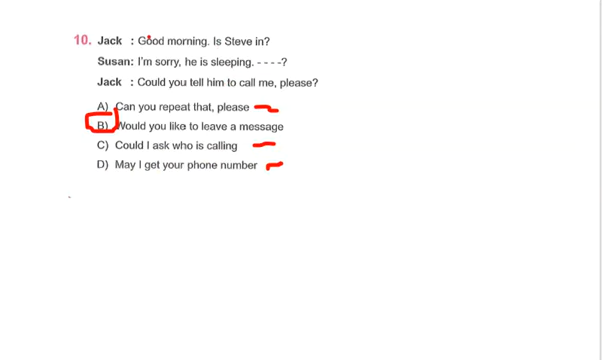 10. Jack : Good morning. Is Steve in?
Susan: I'm sorry, he is sleeping. - - - - ?
Jack : Could you tell him to call me, please?
A) Can you repeat that, please
B) Would you like to leave a message
C) Could I ask who is calling
D) May I get your phone number